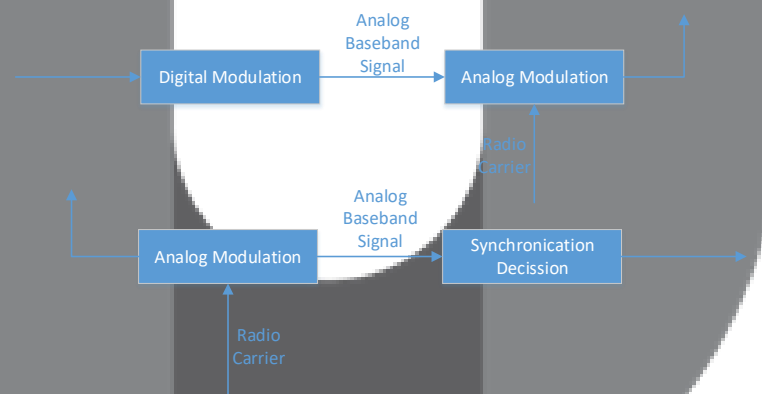 Analog
Baseband
Signal
Digital Modulation
Analog Modulation
Radio
Carrier
Analog
Baseband
Signal
Analog Modulation
Synchronication
Decission
Radio
Carrier